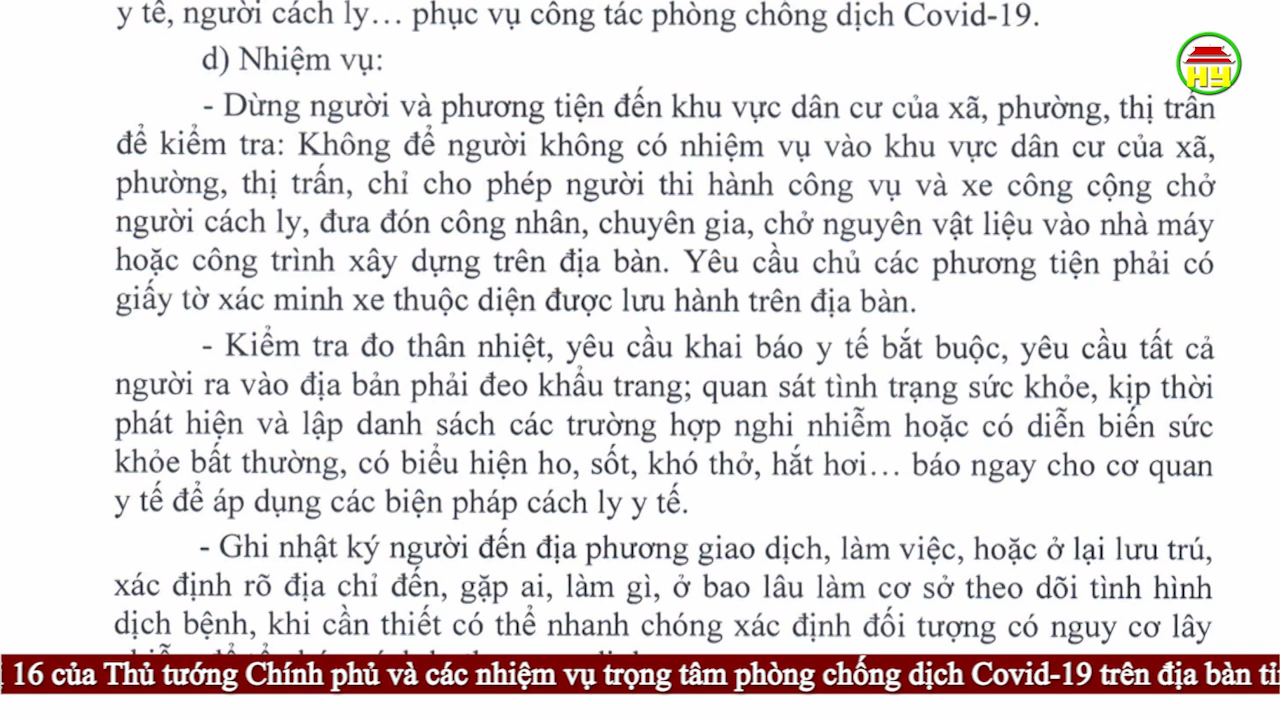 y tế, người cách ly… phục vụ công tác phòng chống dịch Covid-19.
d) Nhiệm vụ:
- Dừng người và phương tiện đến khu vực dân cư của xã, phường, thị trấn
để kiểm tra: Không để người không có nhiệm vụ vào khu vực dân cư của xã,
phường, thị trấn, chỉ cho phép người thi hành công vụ và xe công cộng chở
người cách ly, đưa đón công nhân, chuyên gia, chở nguyên vật liệu vào nhà máy
hoặc công trình xây dựng trên địa bàn. Yêu cầu chủ các phương tiện phải có
giấy tờ xác minh xe thuộc diện được lưu hành trên địa bàn.
- Kiểm tra đo thân nhiệt, yêu cầu khai báo y tế bắt buộc, yêu cầu tất cả
người ra vào địa bản phải đeo khẩu trang; quan sát tình trạng sức khỏe, kịp thời
phát hiện và lập danh sách các trường hợp nghi nhiễm hoặc có diễn biến sức
khỏe bất thường, có biểu hiện ho, sốt, khó thở, hắt hơi… báo ngay cho cơ quan
y tế để áp dụng các biện pháp cách ly y tế.
- Ghi nhật ký người đến địa phương giao dịch, làm việc, hoặc ở lại lưu trú,
xác định rõ địa chỉ đến, gặp ai, làm gì, ở bao lâu làm cơ sở theo dõi tình hình
dịch bệnh, khi cần thiết có thể nhanh chóng xác định đối tượng có nguy cơ lây
16 của Thủ tướng Chính phủ và các nhiệm vụ trọng tâm phòng chống dịch Covid-19 trên địa bàn
HY